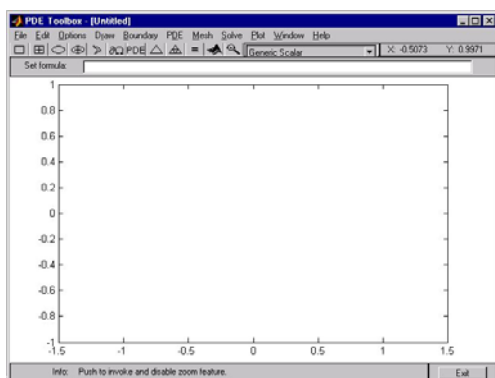 PDE Toolbox - [Untitled]
File Edit Options Draw Boundary PDE Mesh Solve Plot Window Help
∂Ω PDE = Generic Scalar X: -0.5073 Y: 0.9971
Set formula:
1
0.8
0.6
0.4
0.2
0
-0.2
-0.4
-0.6
-0.8
-1
-1.5 -1 -0.5 0 0.5 1 1.5
Info: Push to invoke and disable zoom feature. Exit